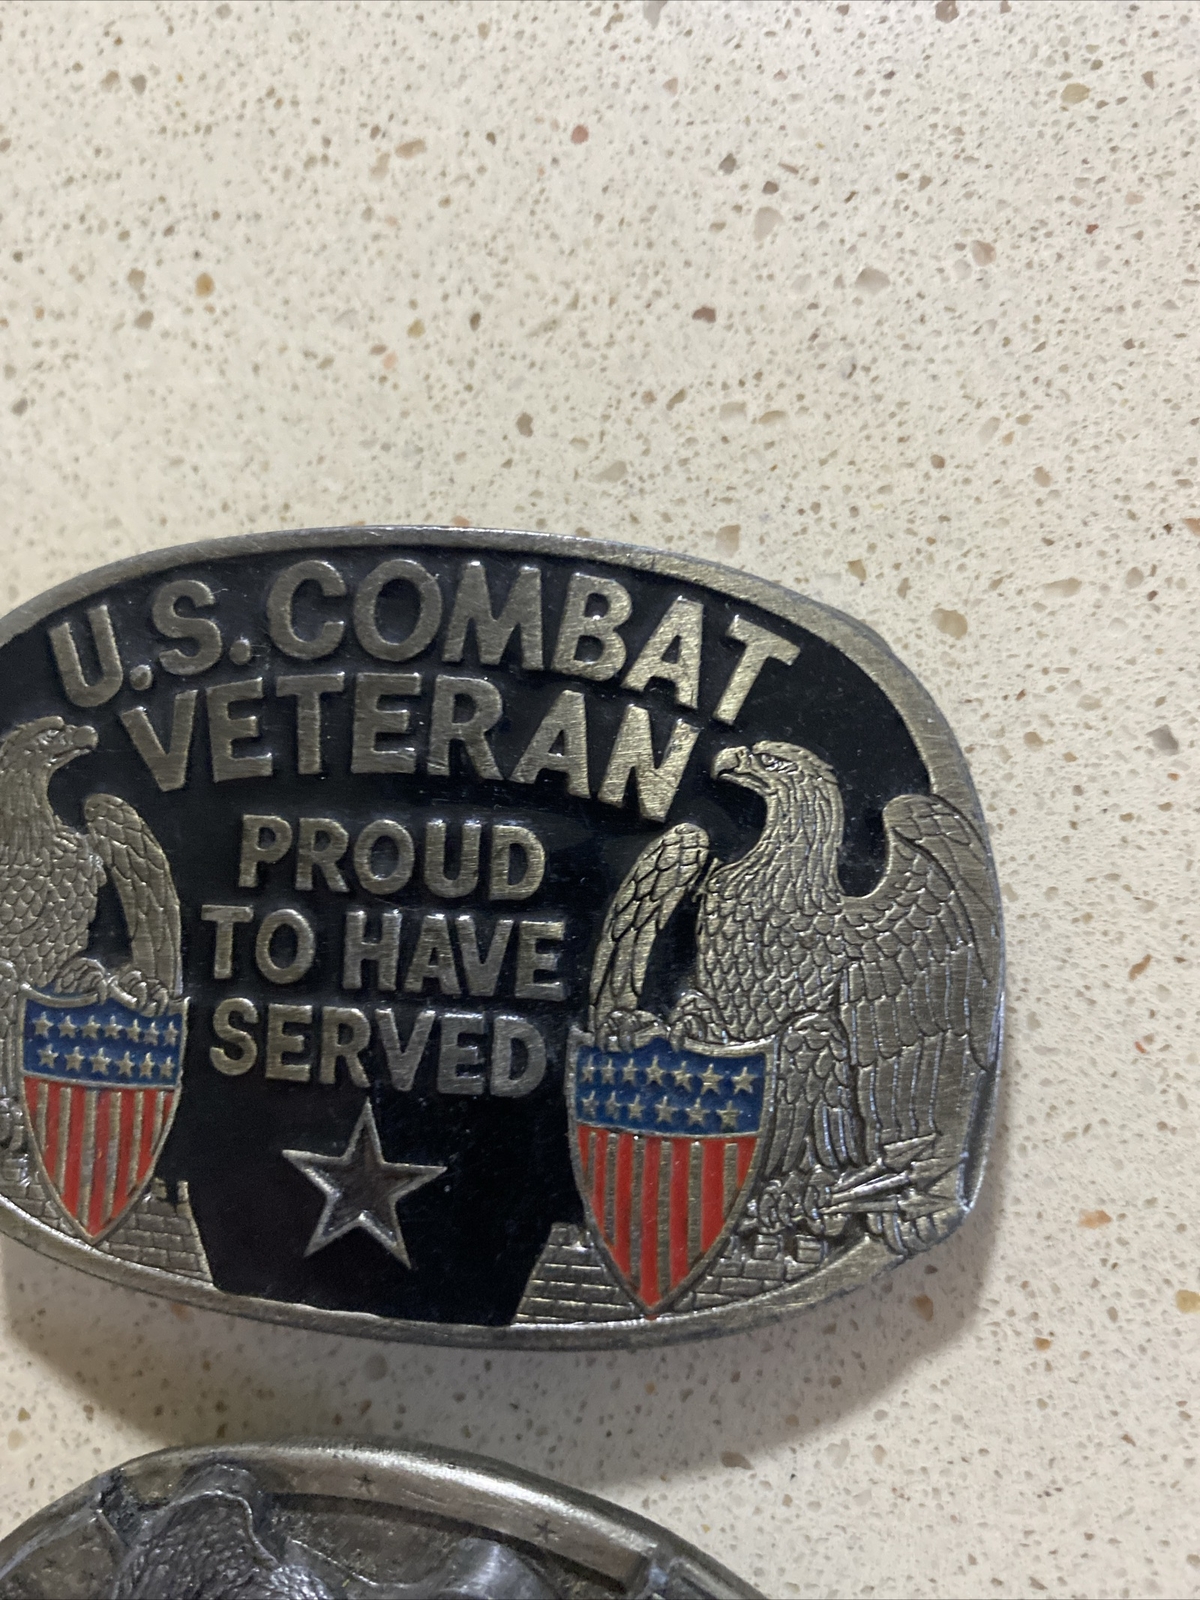 U.S. COMBAT
VETERAN
PROUD
TO HAVE
SERVED